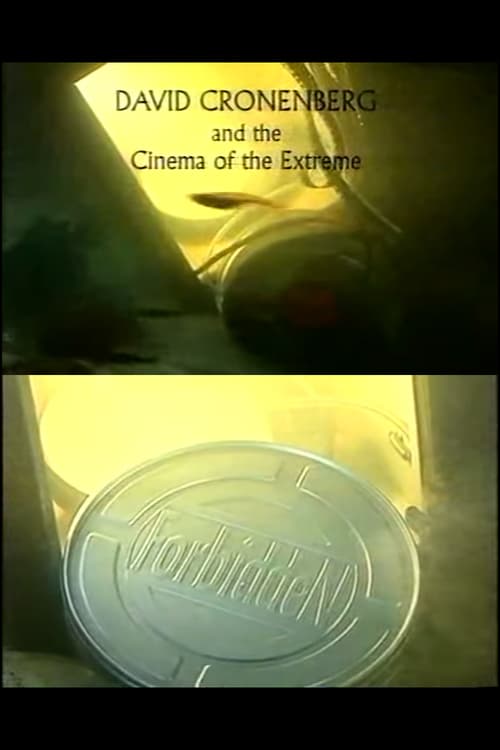 DAVID CRONENBERG
and the
Cinema of the Extreme
ForbiddeN